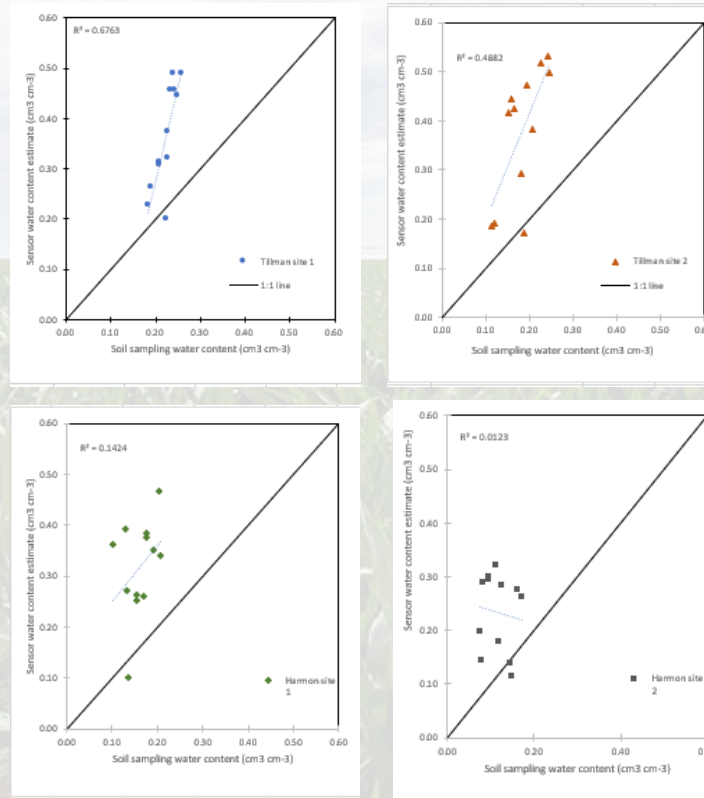 R² = 0.6763
0.60
0.50
0.40
0.30
0.20
0.10
0.00
Sensor water content estimate (cm3 cm-3)
Tillman site 1
1:1 line
0.00 0.10 0.20 0.30 0.40 0.50 0.60
Soil sampling water content (cm3 cm-3)
R² = 0.4882
0.60
0.50
0.40
0.30
0.20
0.10
0.00
Sensor water content estimate (cm3 cm-3)
Tillman site 2
1:1 line
0.00 0.10 0.20 0.30 0.40 0.50 0.6
Soil sampling water content (cm3 cm-3)
R² = 0.1424
0.60
0.50
0.40
0.30
0.20
0.10
0.00
Sensor water content estimate (cm3 cm-3)
Harmon site
1
0.00 0.10 0.20 0.30 0.40 0.50 0.60
Soil sampling water content (cm3 cm-3)
R² = 0.0123
0.60
0.50
0.40
0.30
0.20
0.10
0.00
Sensor water content estimate (cm3 cm-3)
Harmon site
2
0.00 0.20 0.40 0.6
Soil sampling water content (cm3 cm-3)